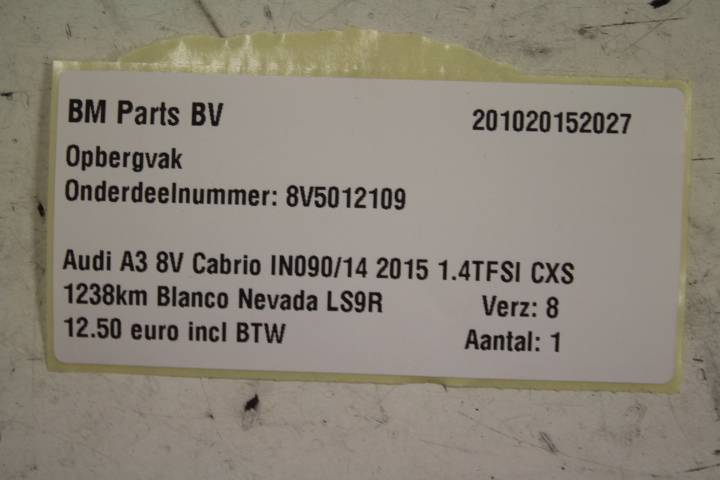 BM Parts BV 201020152027
Opbergvak
Onderdeelnummer: 8V5012109
Audi A3 8V Cabrio IN090/14 2015 1.4TFSI CXS
1238km Blanco Nevada LS9R Verz: 8
12.50 euro incl BTW Aantal: 1